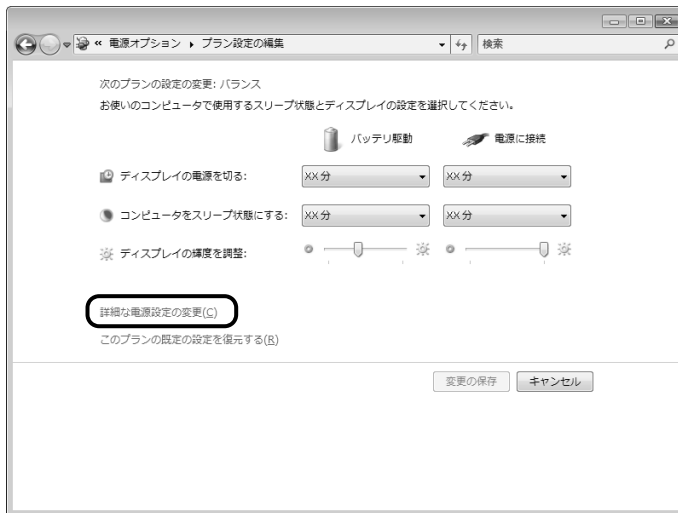 « 電源オプション ▸ プラン設定の編集
検索
次のプランの設定の変更: バランス
お使いのコンピュータで使用するスリープ状態とディスプレイの設定を選択してください。
バッテリ駆動 電源に接続
ディスプレイの電源を切る: XX 分 XX 分
コンピュータをスリープ状態にする: XX 分 XX 分
ディスプレイの輝度を調整:
詳細な電源設定の変更(C)
このプランの既定の設定を復元する(R)
変更の保存 キャンセル